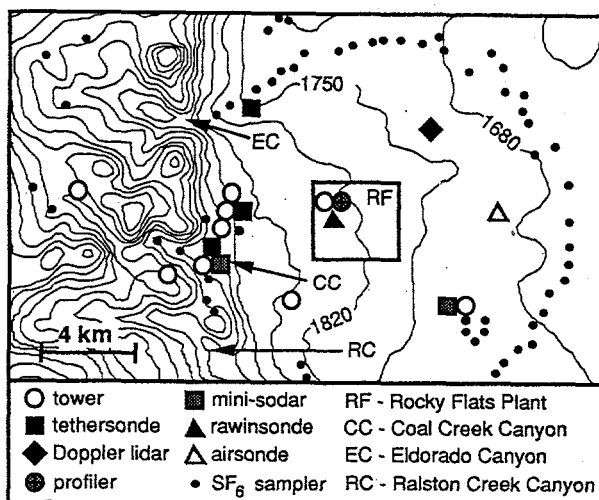 1750
1680
EC
RF
CC
1820
4 km
RC
tower
tethersonde
Doppler lidar
profiler
mini-sodar
rawinsonde
airsonde
SF6 sampler
RF - Rocky Flats Plant
CC - Coal Creek Canyon
EC - Eldorado Canyon
RC - Ralston Creek Canyon